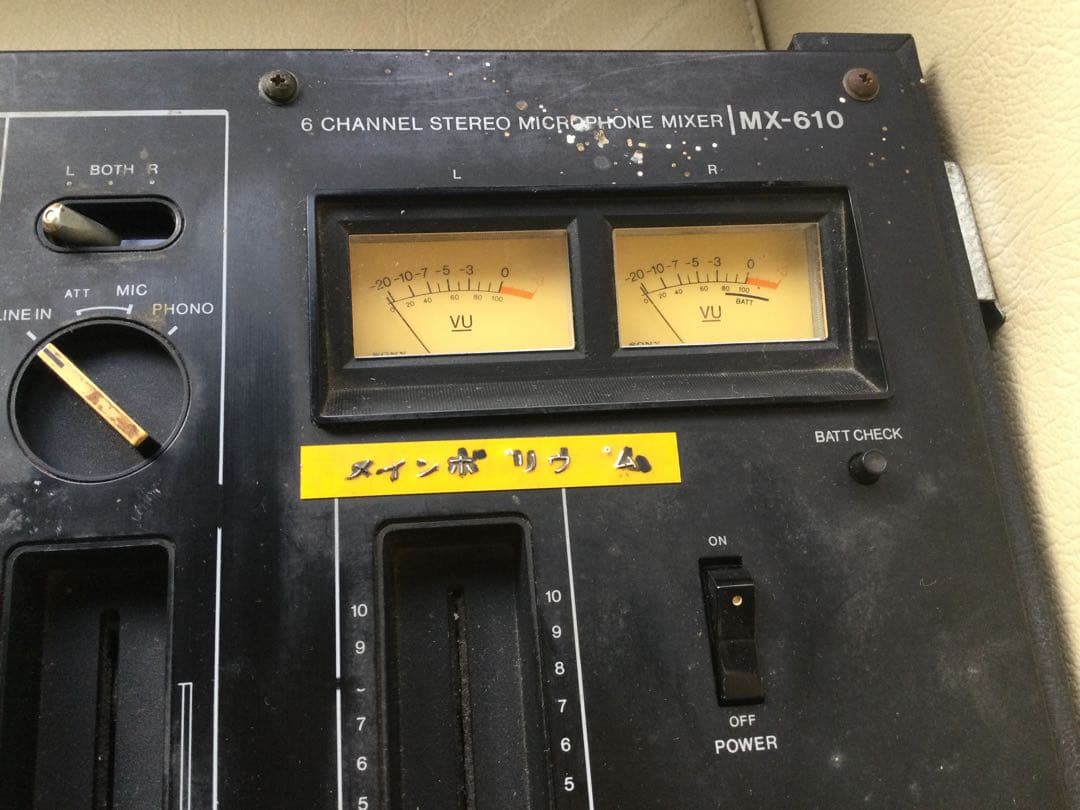 6 CHANNEL STEREO MICROPHONE MIXER | MX-610
L BOTH R
L
R
-20 -10 -7 -5 -3 0
0 20 40 60 80 100
VU
SONY
-20 -10 -7 -5 -3 0
0 20 40 60 80 100
BATT
VU
SONY
ATT MIC
LINE IN PHONO
メインボリウム
BATT CHECK
ON
OFF
POWER
10 10
9 9
8
7 7
6 6
5 5